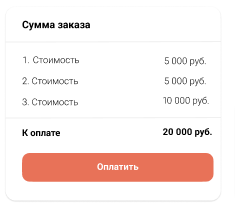 Сумма заказа
1. Стоимость 5 000 руб.
2. Стоимость 5 000 руб.
3. Стоимость 10 000 руб.
К оплате 20 000 руб.
Оплатить